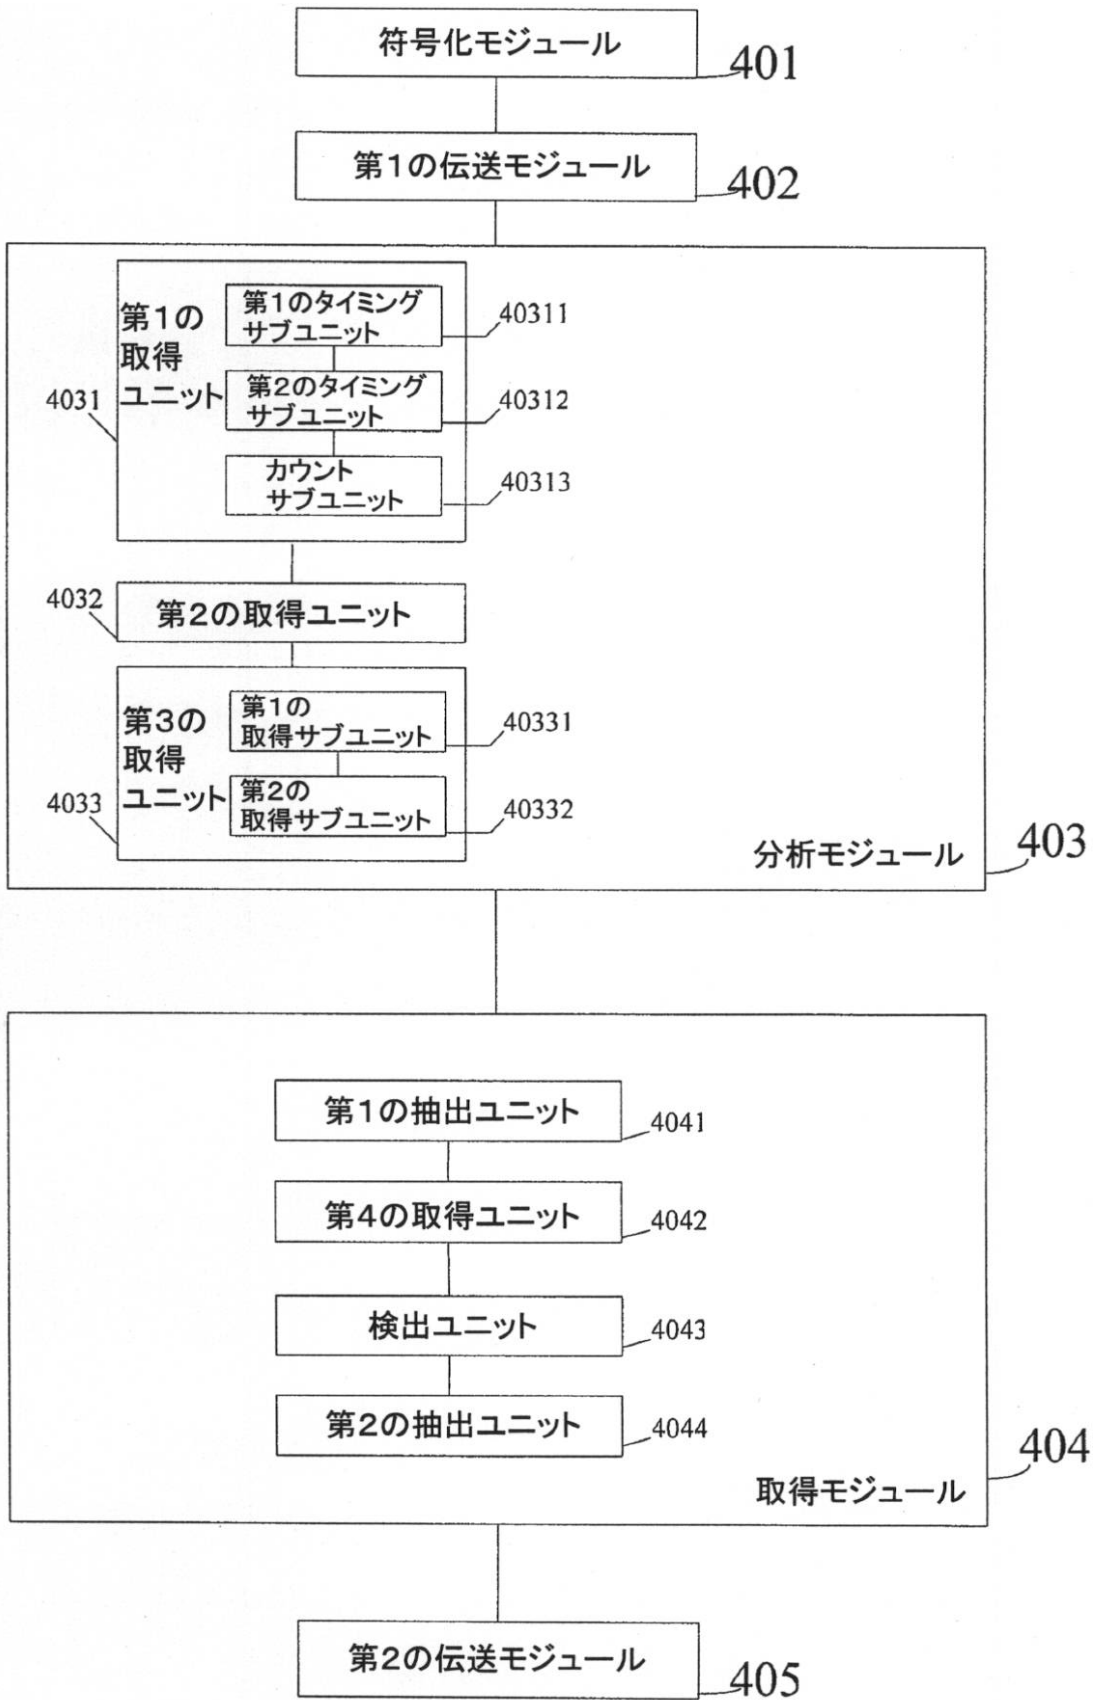 符号化モジュール
401
第1の伝送モジュール
402
第1の
取得
ユニット
4031
第1のタイミング
サブユニット
40311
第2のタイミング
サブユニット
40312
カウント
サブユニット
40313
4032
第2の取得ユニット
第3の
取得
ユニット
4033
第1の
取得サブユニット
40331
第2の
取得サブユニット
40332
分析モジュール
403
第1の抽出ユニット
4041
第4の取得ユニット
4042
検出ユニット
4043
第2の抽出ユニット
4044
取得モジュール
404
第2の伝送モジュール
405